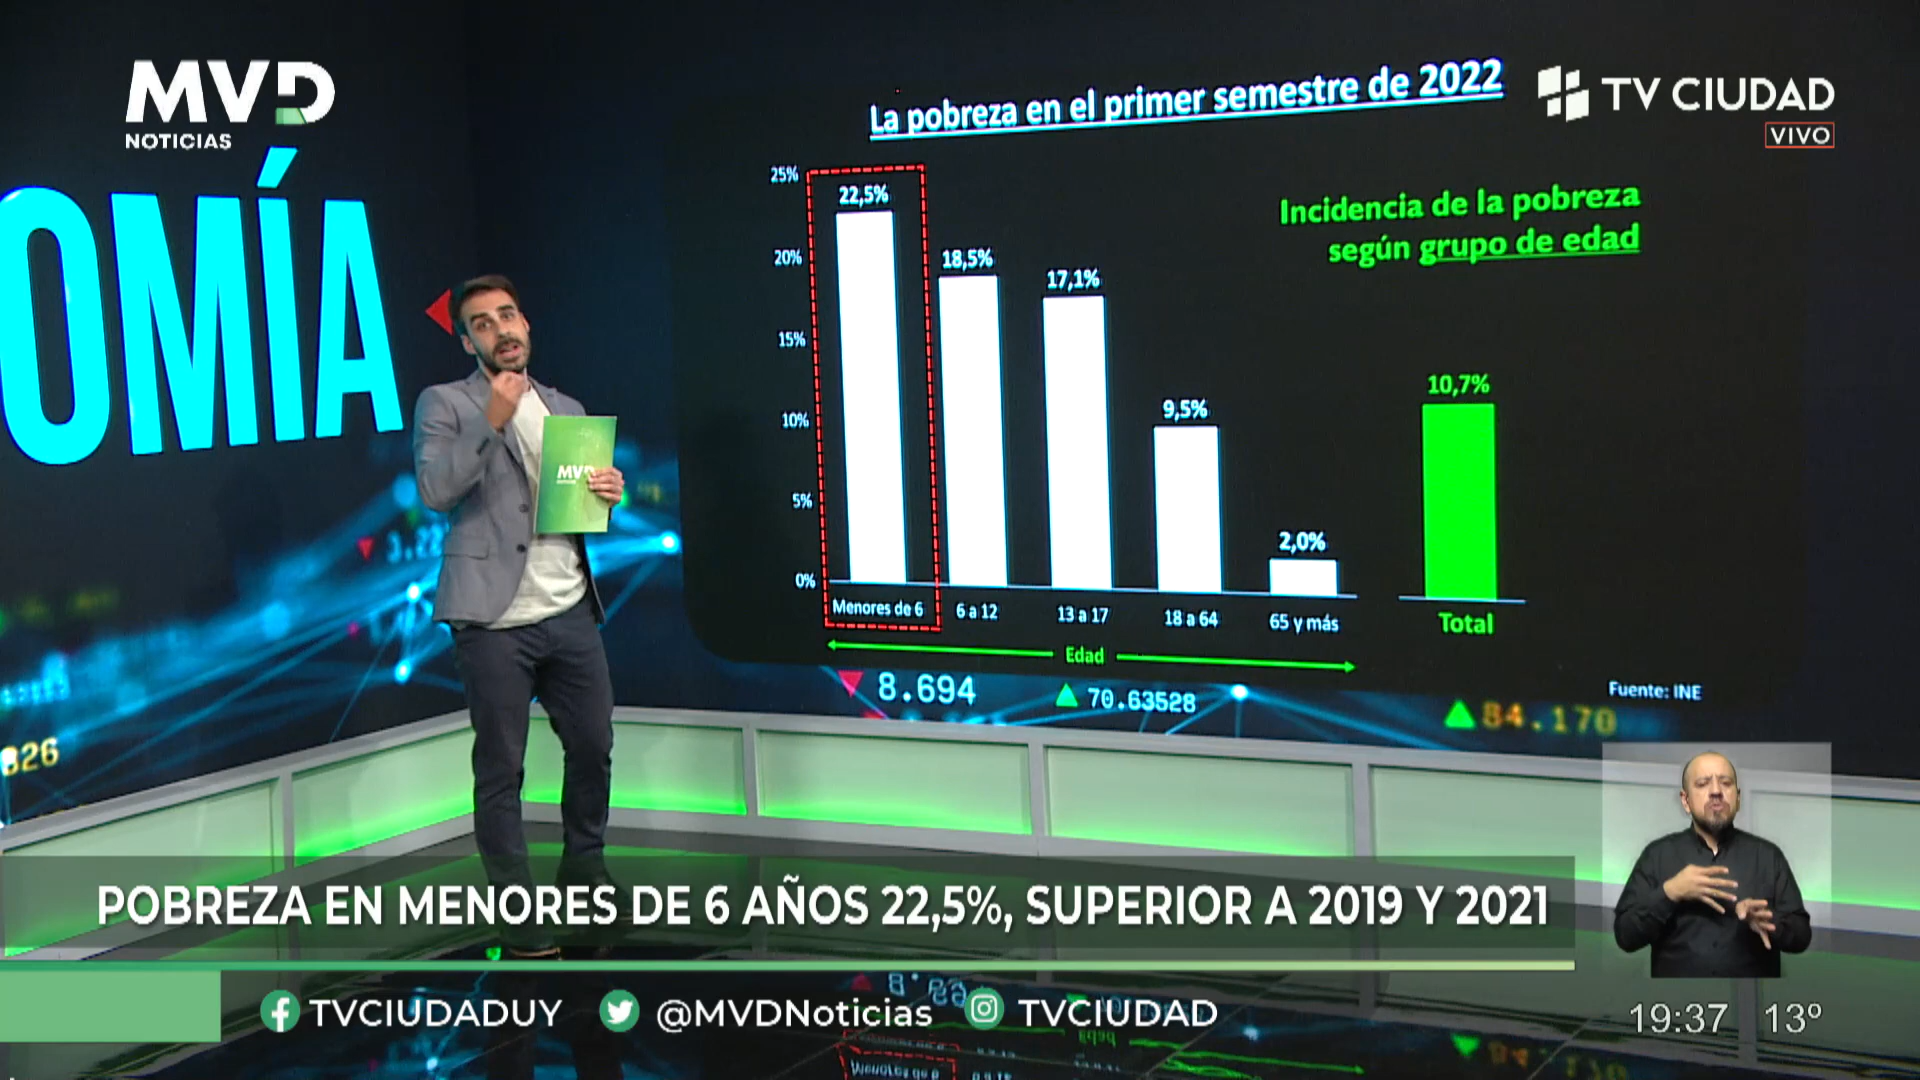 MVD
NOTICIAS
TV CIUDAD
VIVO
OMÍA
La pobreza en el primer semestre de 2022
Incidencia de la pobreza
según grupo de edad
25%
20%
15%
10%
5%
0%
22,5%
18,5%
17,1%
9,5%
2,0%
10,7%
Menores de 6
6 a 12
13 a 17
18 a 64
65 y más
Total
Edad
Fuente: INE
MVD
3.22
8.694
70.63528
84.170
826
POBREZA EN MENORES DE 6 AÑOS 22,5%, SUPERIOR A 2019 Y 2021
TVCIUDADUY
@MVDNoticias
TVCIUDAD
19:37 13º